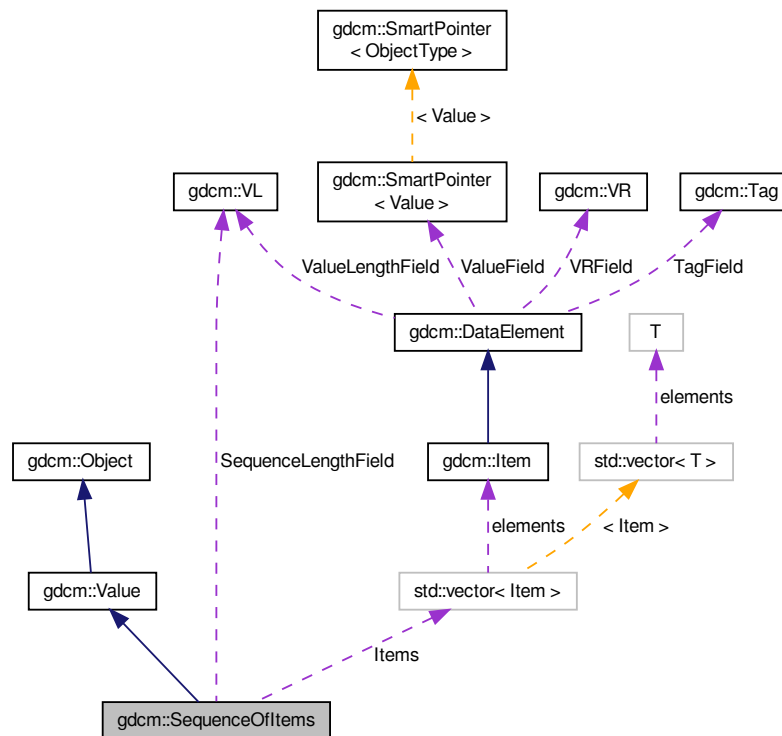 gdcm::SmartPointer
< ObjectType >
< Value >
gdcm::VL
gdcm::SmartPointer
< Value >
gdcm::VR
gdcm::Tag
ValueLengthField
ValueField
VRField
TagField
gdcm::DataElement
T
elements
gdcm::Object
SequenceLengthField
gdcm::Item
std::vector< T >
elements
< Item >
gdcm::Value
std::vector< Item >
Items
gdcm::SequenceOfItems